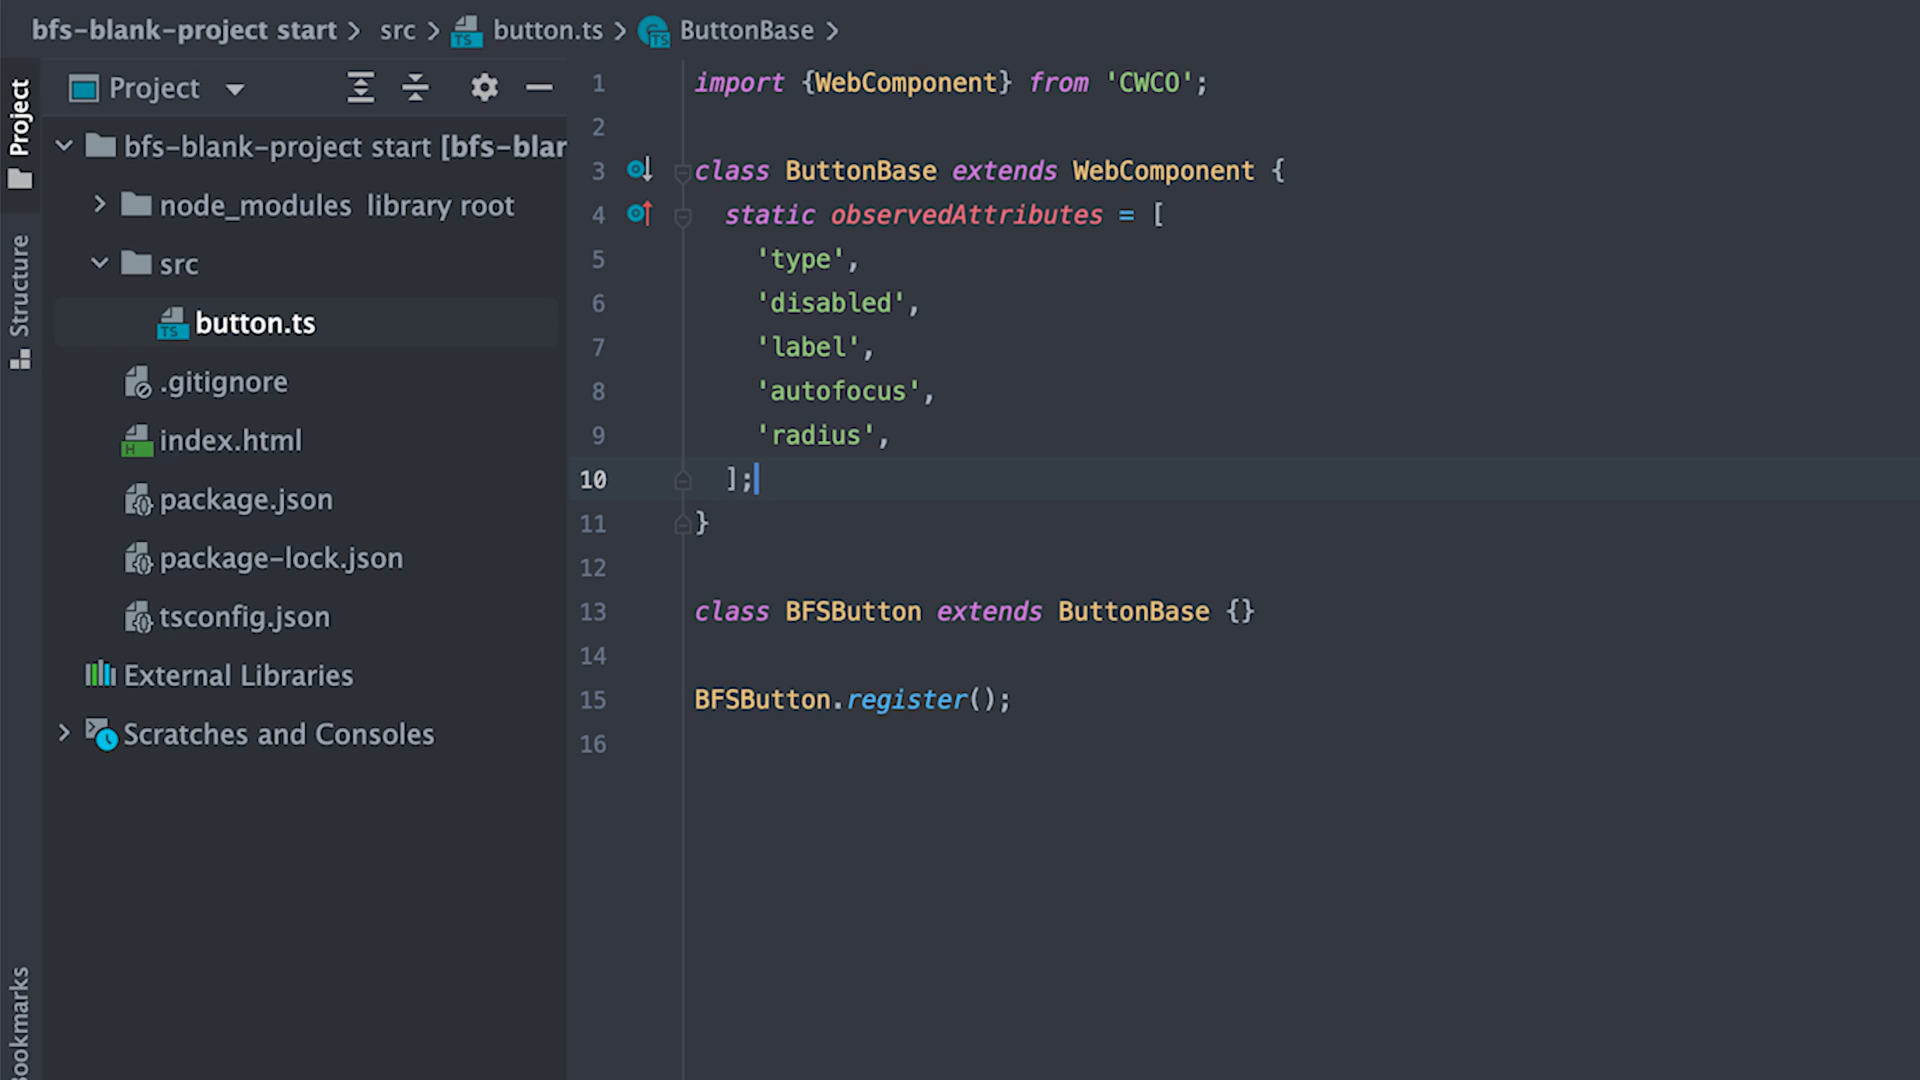 bfs-blank-project start > src > button.ts > ButtonBase >
Project
Structure
Bookmarks
Project
bfs-blank-project start [bfs-blan
node_modules library root
src
TS button.ts
.gitignore
H index.html
package.json
package-lock.json
tsconfig.json
External Libraries
Scratches and Consoles
1 import {WebComponent} from 'CWCO';
2
3 class ButtonBase extends WebComponent {
4 static observedAttributes = [
5 'type',
6 'disabled',
7 'label',
8 'autofocus',
9 'radius',
10 ];
11 }
12
13 class BFSButton extends ButtonBase {}
14
15 BFSButton.register();
16